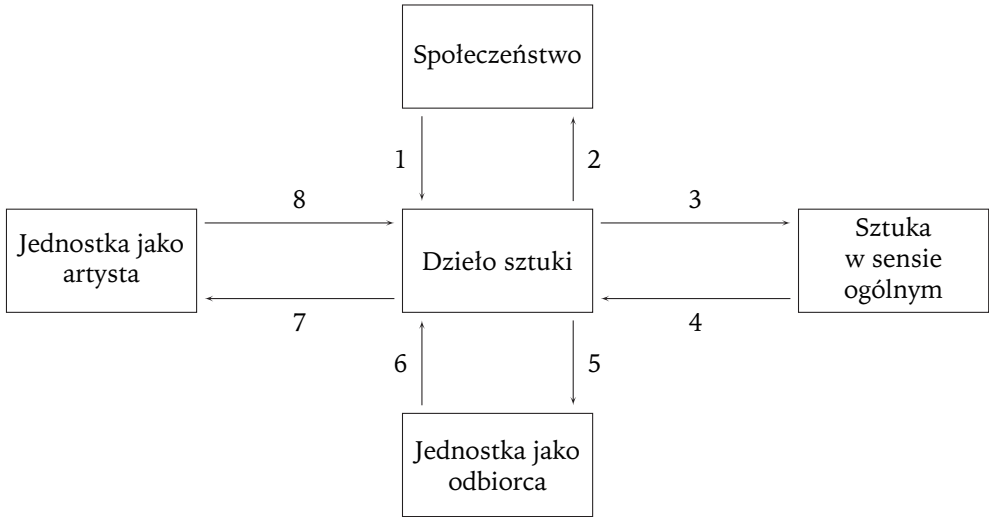 Społeczeństwo
1
2
8
3
Jednostka jako
artysta
Dzieło sztuki
Sztuka
w sensie
ogólnym
7
4
6
5
Jednostka jako
odbiorca